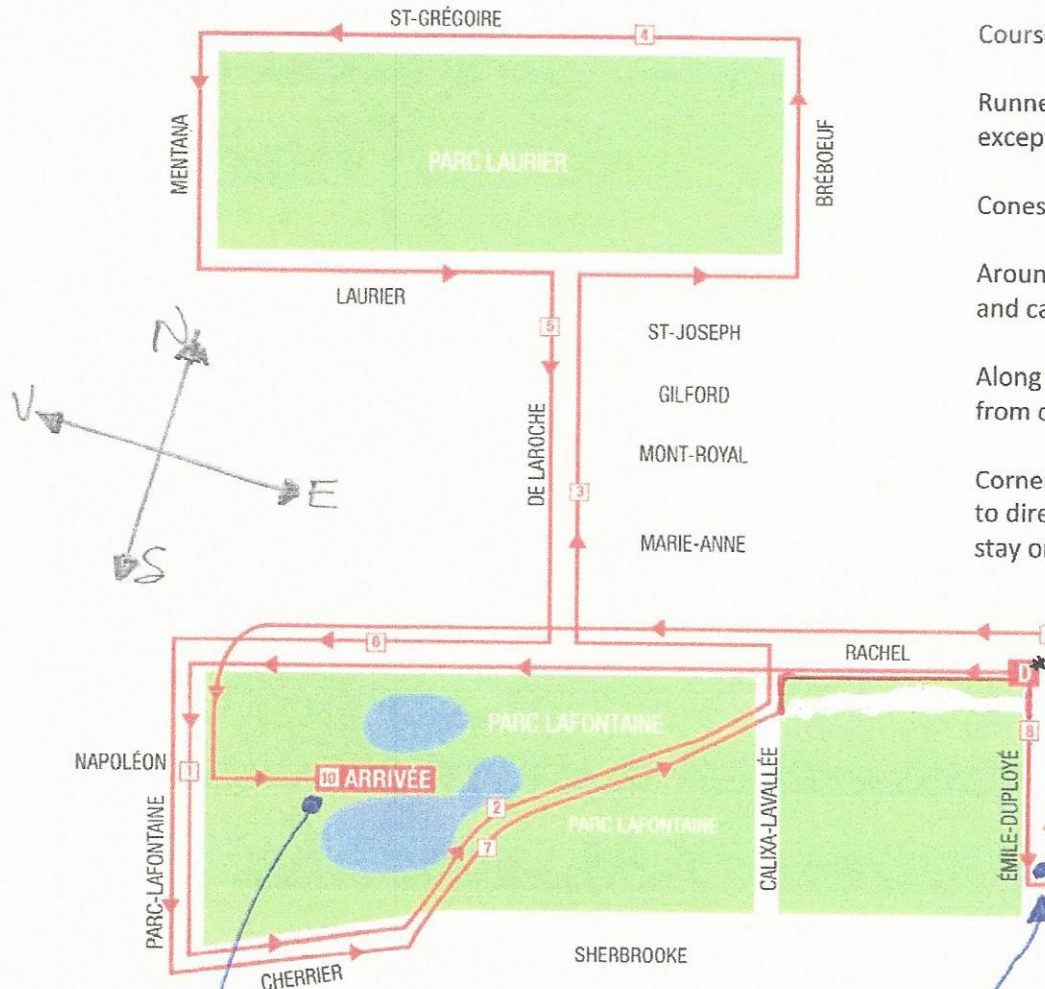 ST-GRÉGOIRE
4
MENTANA
PARC LAURIER
BRÉBOEUF
LAURIER
5
ST-JOSEPH
GILFORD
MONT-ROYAL
DE LAROCHE
3
MARIE-ANNE
N
E
S
6
RACHEL
D*
PARC LAFONTAINE
8
NAPOLÉON
1
10 ARRIVÉE
2
7
PARC LAFONTAINE
CALIXA-LAVALLÉE
ÉMILE-DUPLOYÉ
PARC-LAFONTAINE
CHERRIER
SHERBROOKE
Cours
Runne
except
Cones
Aroun
and ca
Along
from
Corne
to dire
stay